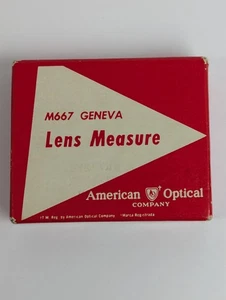 M667 GENEVA
Lens Measure
American Optical
COMPANY
T.M. Reg. by American Optical Company *Marca Registrada